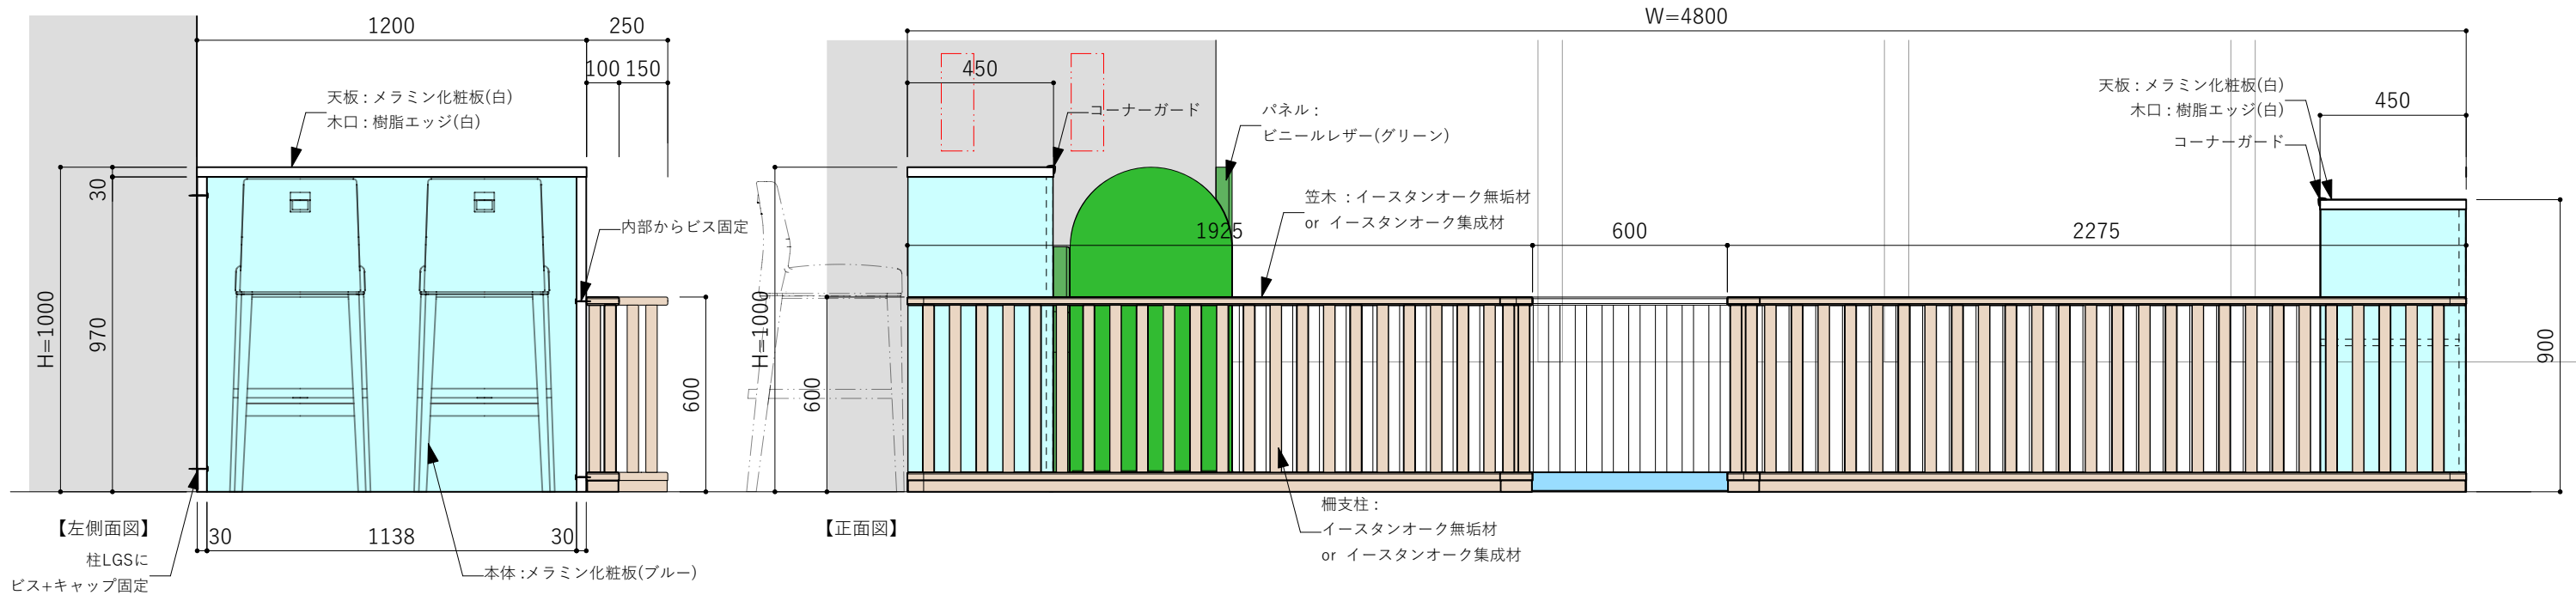 1200
250
100
150
天板 : メラミン化粧板(白)
木口 : 樹脂エッジ(白)
30
H=1000
970
内部からビス固定
600
【左側面図】
30
1138
30
柱LGSに
ビス+キャップ固定
本体 :メラミン化粧板(ブルー)
W=4800
450
コーナーガード
パネル :
ビニールレザー(グリーン)
天板 : メラミン化粧板(白)
木口 : 樹脂エッジ(白)
コーナーガード
450
笠木 : イースタンオーク無垢材
or イースタンオーク集成材
1925
600
2275
H=1000
600
900
【正面図】
柵支柱 :
イースタンオーク無垢材
or イースタンオーク集成材